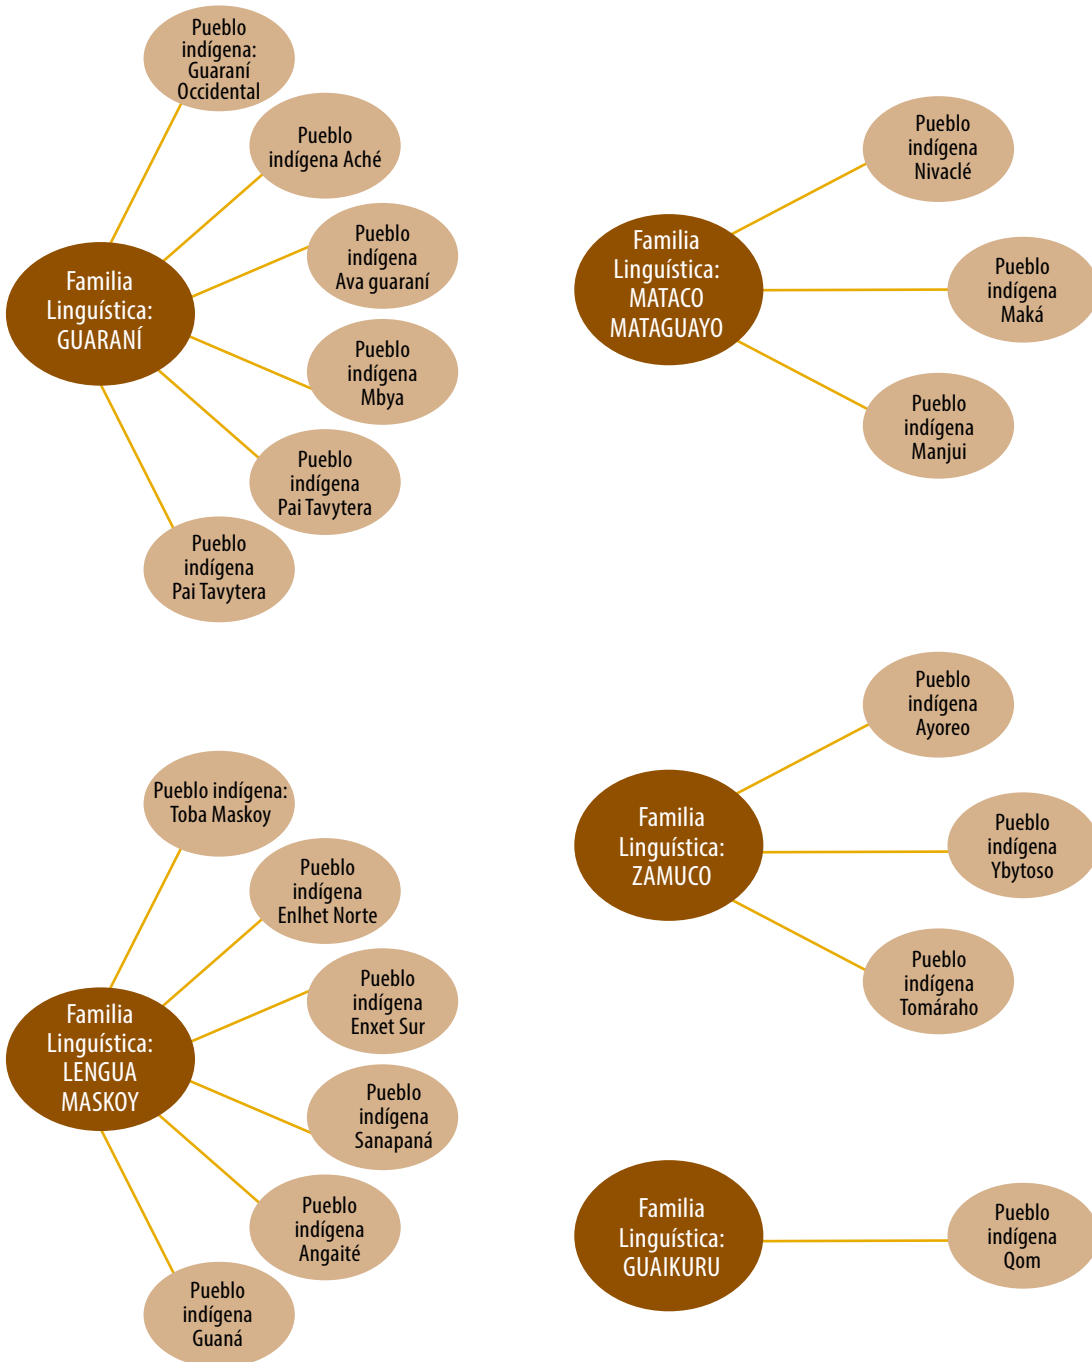 Pueblo
indígena:
Guaraní
Occidental
Pueblo
indígena Aché
Pueblo
indígena
Ava guaraní
Familia
Linguística:
GUARANÍ
Pueblo
indígena
Mbya
Pueblo
indígena
Pai Tavytera
Pueblo
indígena
Pai Tavytera
Pueblo
indígena
Nivaclé
Familia
Linguística:
MATACO
MATAGUAYO
Pueblo
indígena
Maká
Pueblo
indígena
Manjui
Pueblo indígena:
Toba Maskoy
Pueblo
indígena
Enlhet Norte
Pueblo
indígena
Enxet Sur
Familia
Linguística:
LENGUA
MASKOY
Pueblo
indígena
Sanapaná
Pueblo
indígena
Angaité
Pueblo
indígena
Guaná
Pueblo
indígena
Ayoreo
Familia
Linguística:
ZAMUCO
Pueblo
indígena
Ybytoso
Pueblo
indígena
Tomáraho
Familia
Linguística:
GUAIKURU
Pueblo
indígena
Qom